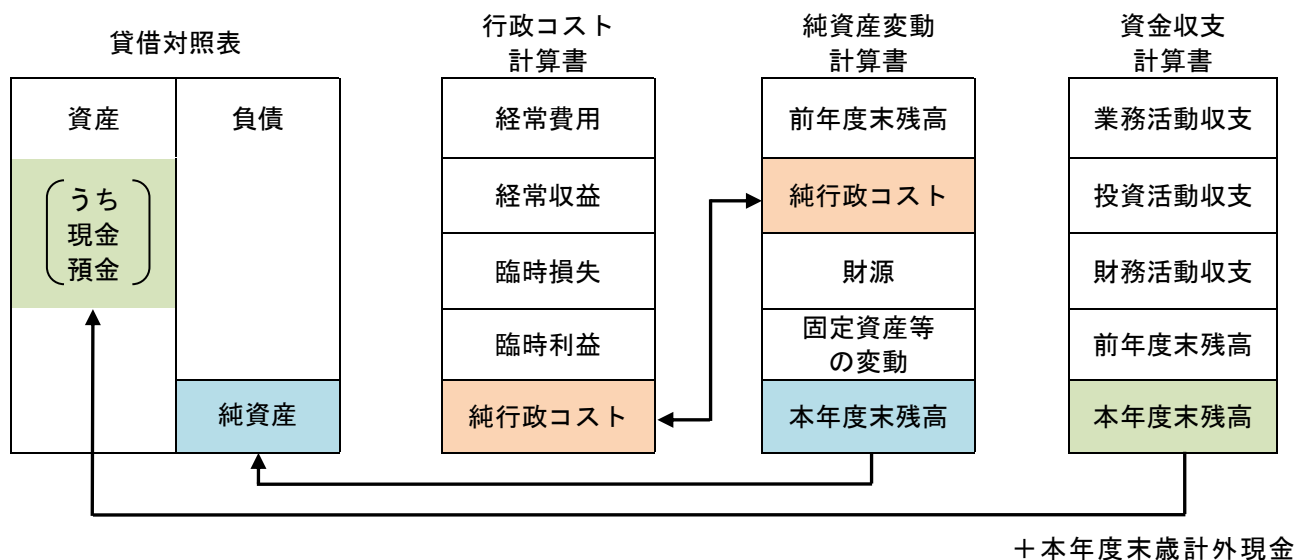 貸借対照表
資産
負債
うち
現金
預金
純資産
行政コスト
計算書
経常費用
経常収益
臨時損失
臨時利益
純行政コスト
純資産変動
計算書
前年度末残高
純行政コスト
財源
固定資産等
の変動
本年度末残高
資金収支
計算書
業務活動収支
投資活動収支
財務活動収支
前年度末残高
本年度末残高
＋本年度末歳計外現金